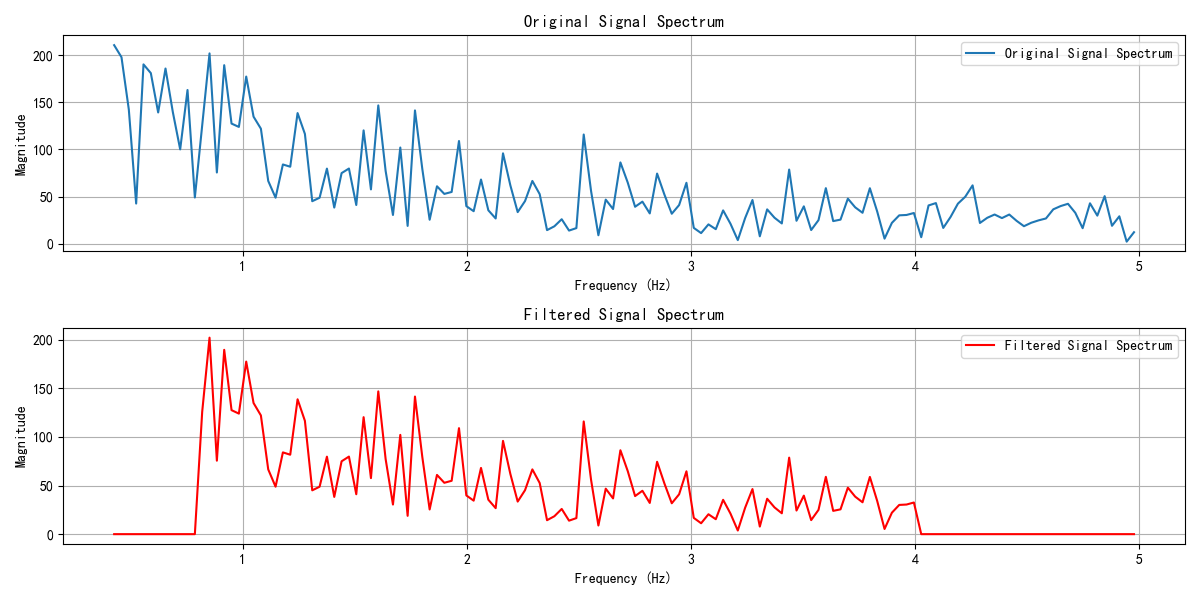 Original Signal Spectrum
200
150
100
50
0
Magnitude
Original Signal Spectrum
1 2 3 4 5
Frequency (Hz)
Filtered Signal Spectrum
200
150
100
50
0
Magnitude
Filtered Signal Spectrum
1 2 3 4 5
Frequency (Hz)